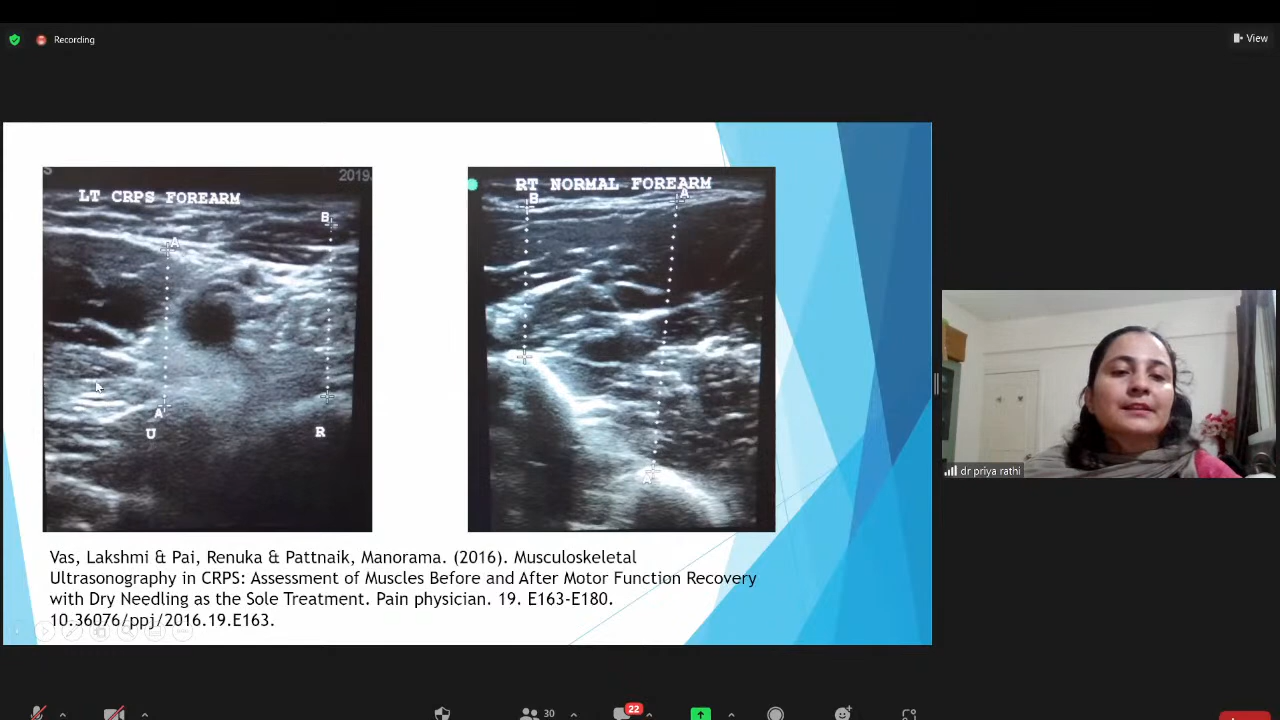 Recording
View
2019
LT CRPS FOREARM
B
A
A
U
R
RT NORMAL FOREARM
B
A
A
Vas, Lakshmi & Pai, Renuka & Pattnaik, Manorama. (2016). Musculoskeletal
Ultrasonography in CRPS: Assessment of Muscles Before and After Motor Function Recovery
with Dry Needling as the Sole Treatment. Pain physician. 19. E163-E180.
10.36076/ppj/2016.19.E163.
dr priya rathi
30
22